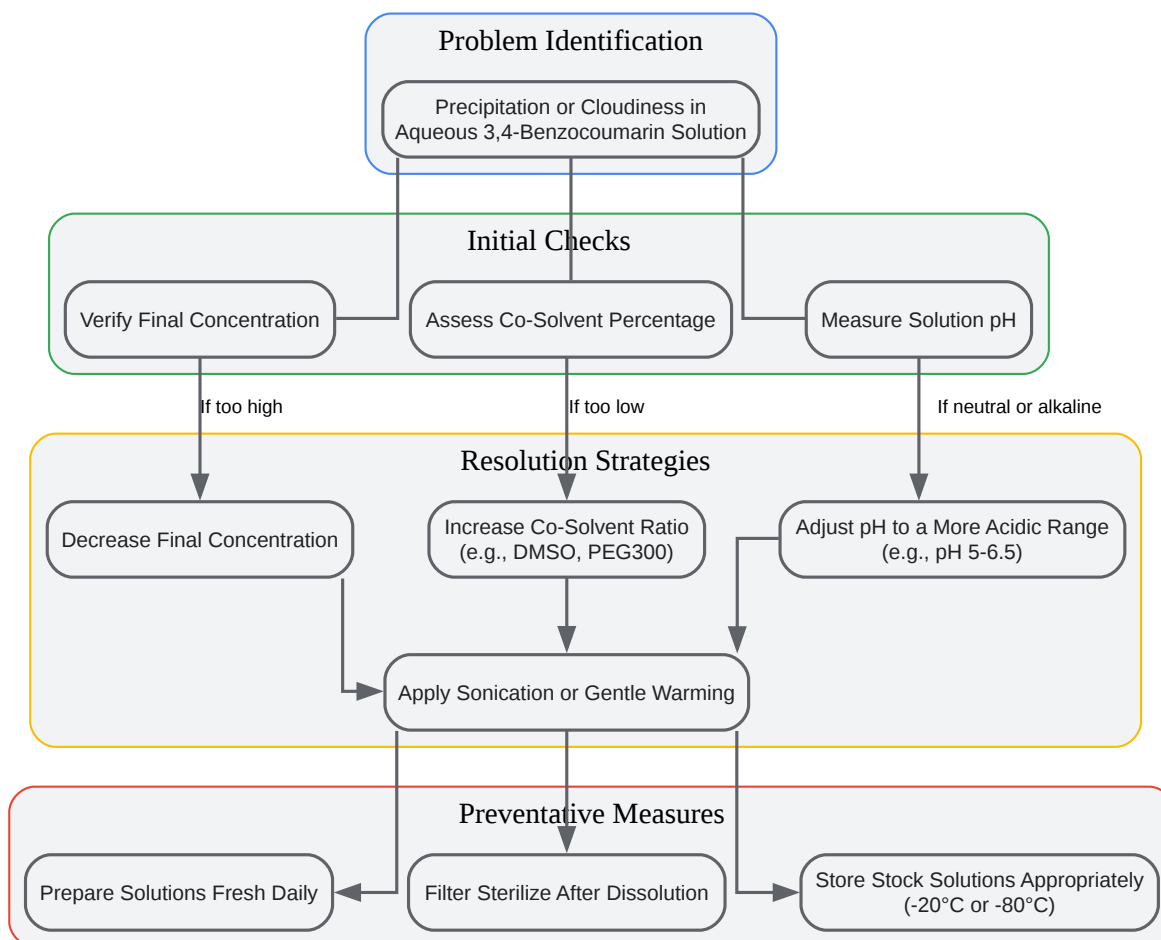 Problem Identification
Precipitation or Cloudiness in
Aqueous 3,4-Benzocoumarin Solution
Initial Checks
Verify Final Concentration
Assess Co-Solvent Percentage
Measure Solution pH
If too high
If too low
If neutral or alkaline
Resolution Strategies
Decrease Final Concentration
Increase Co-Solvent Ratio
(e.g., DMSO, PEG300)
Adjust pH to a More Acidic Range
(e.g., pH 5-6.5)
Apply Sonication or Gentle Warming
Preventative Measures
Prepare Solutions Fresh Daily
Filter Sterilize After Dissolution
Store Stock Solutions Appropriately
(-20°C or -80°C)